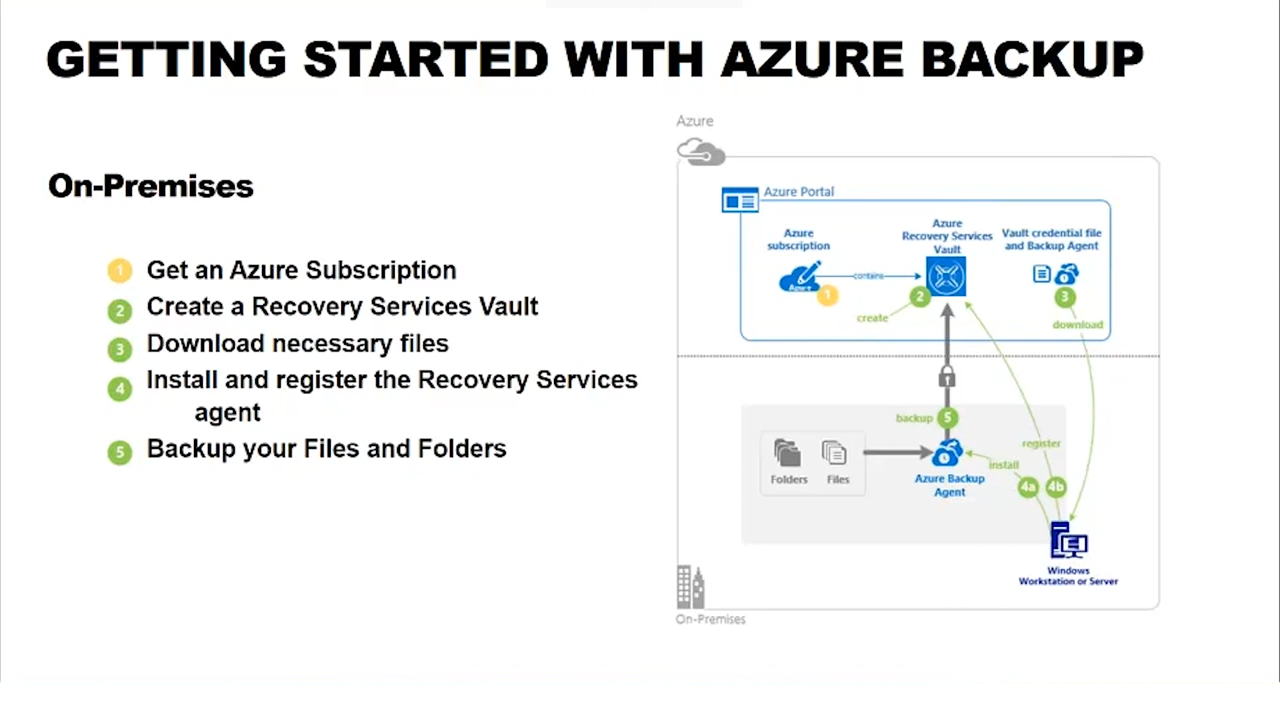 GETTING STARTED WITH AZURE BACKUP
On-Premises
1 Get an Azure Subscription
2 Create a Recovery Services Vault
3 Download necessary files
4 Install and register the Recovery Services
agent
5 Backup your Files and Folders
Azure
Azure Portal
Azure
subscription
Azure
Recovery Services
Vault
Vault credential file
and Backup Agent
Azure
contains
1
2
3
create
download
backup 5
register
install
Folders
Files
Azure Backup
Agent
4a
4b
Windows
Workstation or Server
On-Premises